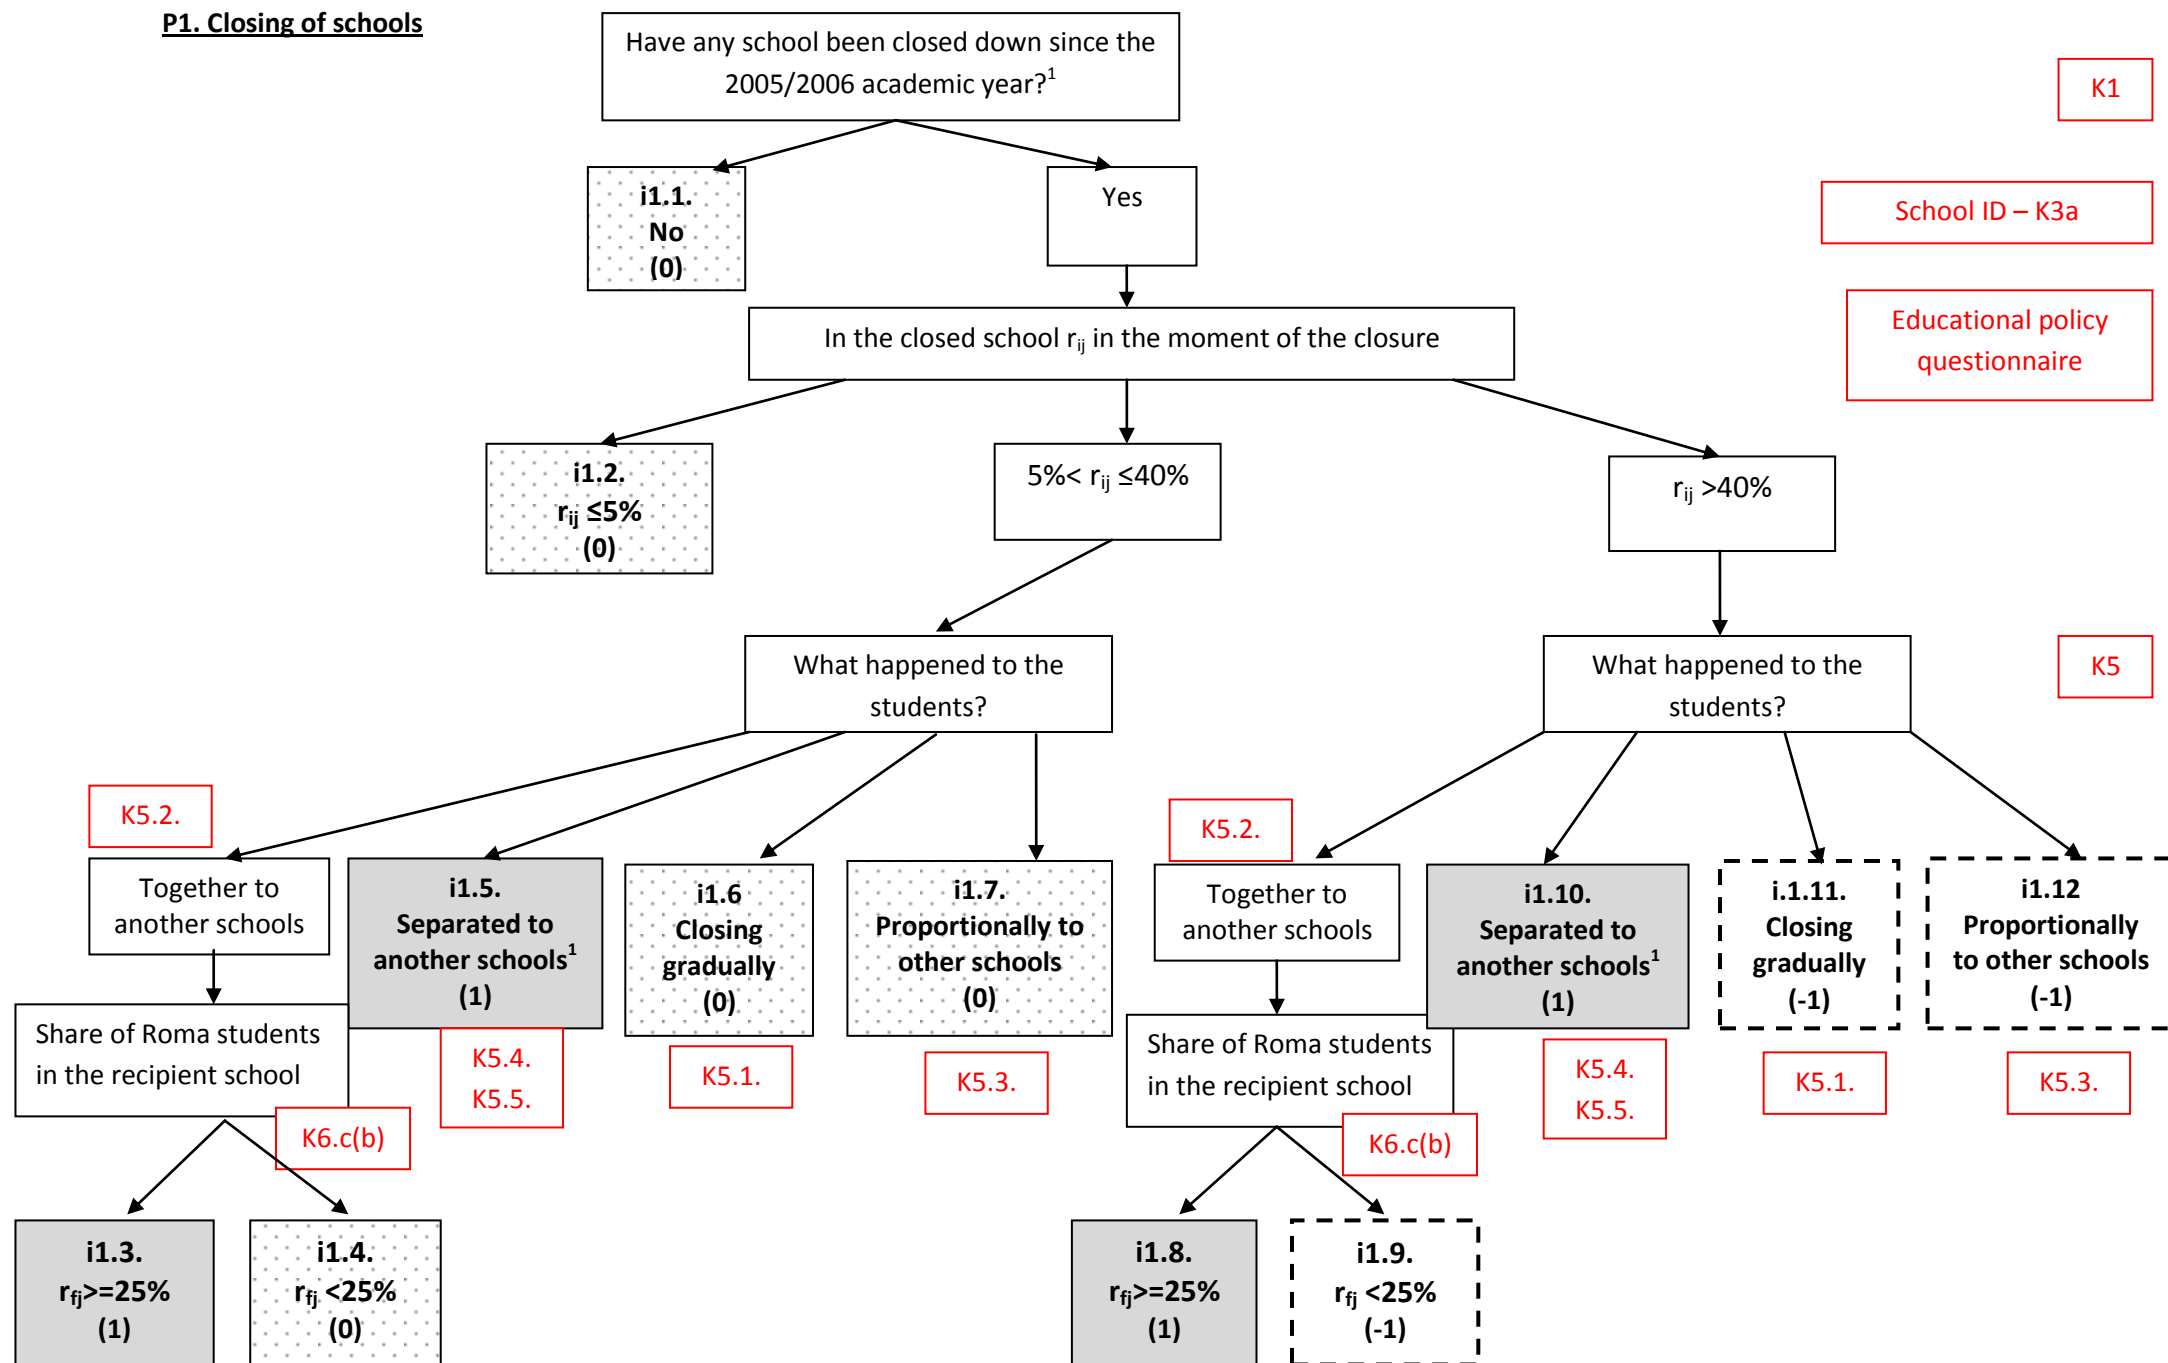 P1. Closing of schools
Have any school been closed down since the
2005/2006 academic year?1
K1
i1.1.
No
(0)
Yes
School ID – K3a
In the closed school rij in the moment of the closure
Educational policy
questionnaire
i1.2.
rij ≤5%
(0)
5%< rij ≤40%
rij >40%
What happened to the
students?
What happened to the
students?
K5
K5.2.
Together to
another schools
i1.5.
Separated to
another schools1
(1)
i1.6
Closing
gradually
(0)
i1.7.
Proportionally to
other schools
(0)
K5.2.
Together to
another schools
i1.10.
Separated to
another schools1
(1)
i.1.11.
Closing
gradually
(-1)
i1.12
Proportionally
to other schools
(-1)
Share of Roma students
in the recipient school
K5.4.
K5.5.
K5.1.
K5.3.
Share of Roma students
in the recipient school
K5.4.
K5.5.
K5.1.
K5.3.
K6.c(b)
K6.c(b)
i1.3.
rfj>=25%
(1)
i1.4.
rfj <25%
(0)
i1.8.
rfj>=25%
(1)
i1.9.
rfj <25%
(-1)